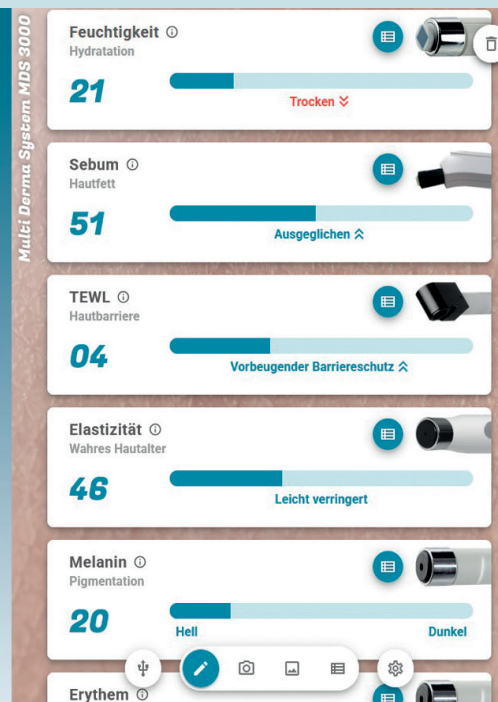 Multi Derma System MDS 3000
Feuchtigkeit
Hydratation
21
Trocken
Sebum
Hautfett
51
Ausgeglichen
TEWL
Hautbarriere
04
Vorbeugender Barriereschutz
Elastizität
Wahres Hautalter
46
Leicht verringert
Melanin
Pigmentation
20
Hell
Dunkel
Erythem